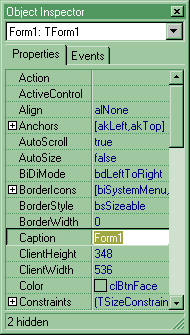 Object Inspector
Form1: TForm1
Properties Events
Action
ActiveControl
Align alNone
Anchors [akLeft,akTop]
AutoScroll true
AutoSize false
BiDiMode bdLeftToRight
BorderIcons [biSystemMenu,
BorderStyle bsSizeable
BorderWidth 0
Caption Form1
ClientHeight 348
ClientWidth 536
Color clBtnFace
Constraints (TSizeConstrain
2 hidden